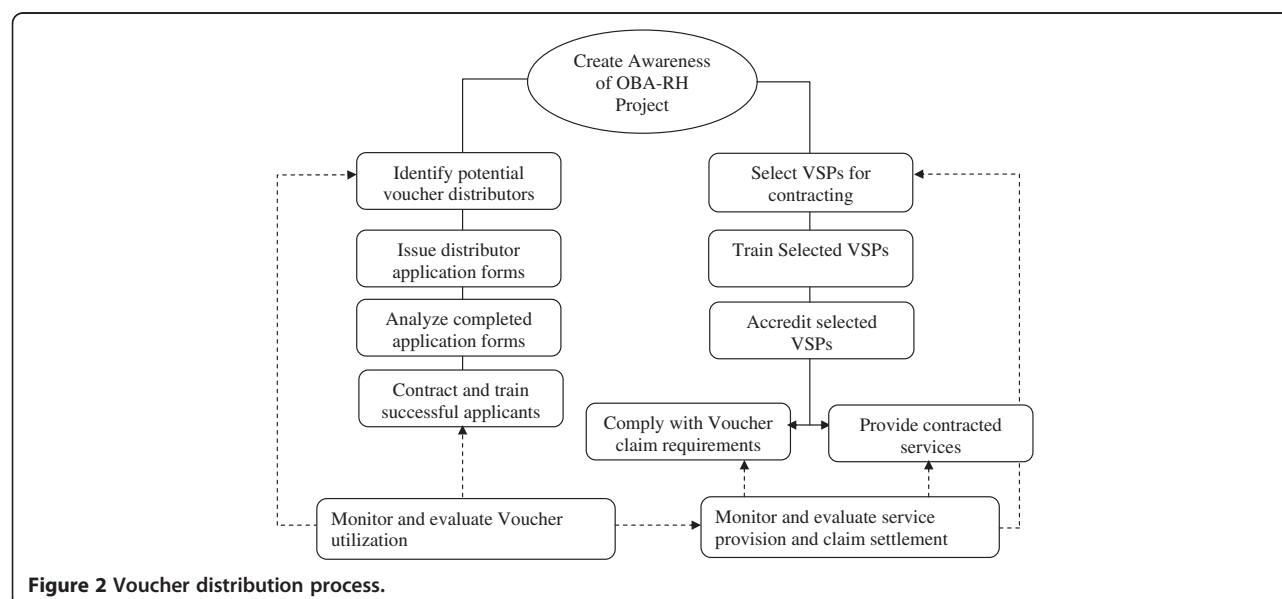 Create Awareness
of OBA-RH
Project
Identify potential
voucher distributors
Issue distributor
application forms
Analyze completed
application forms
Contract and train
successful applicants
Select VSPs for
contracting
Train Selected VSPs
Accredit selected
VSPs
Comply with Voucher
claim requirements
Provide contracted
services
Monitor and evaluate Voucher
utilization
Monitor and evaluate service
provision and claim settlement
Figure 2 Voucher distribution process.